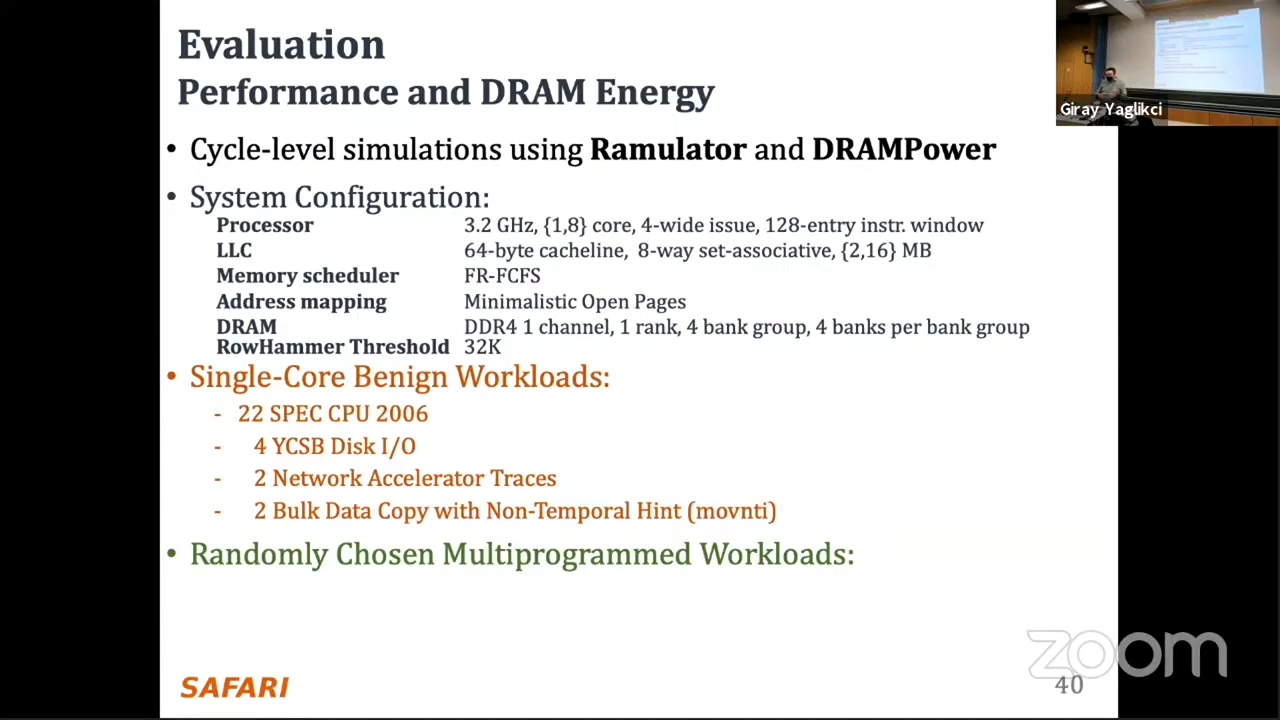 Evaluation
Performance and DRAM Energy
• Cycle-level simulations using Ramulator and DRAMPower
• System Configuration:
Processor 3.2 GHz, {1,8} core, 4-wide issue, 128-entry instr. window
LLC 64-byte cacheline, 8-way set-associative, {2,16} MB
Memory scheduler FR-FCFS
Address mapping Minimalistic Open Pages
DRAM DDR4 1 channel, 1 rank, 4 bank group, 4 banks per bank group
RowHammer Threshold 32K
• Single-Core Benign Workloads:
- 22 SPEC CPU 2006
- 4 YCSB Disk I/O
- 2 Network Accelerator Traces
- 2 Bulk Data Copy with Non-Temporal Hint (movnti)
• Randomly Chosen Multiprogrammed Workloads:
SAFARI
40
zoom
Giray Yaglikci